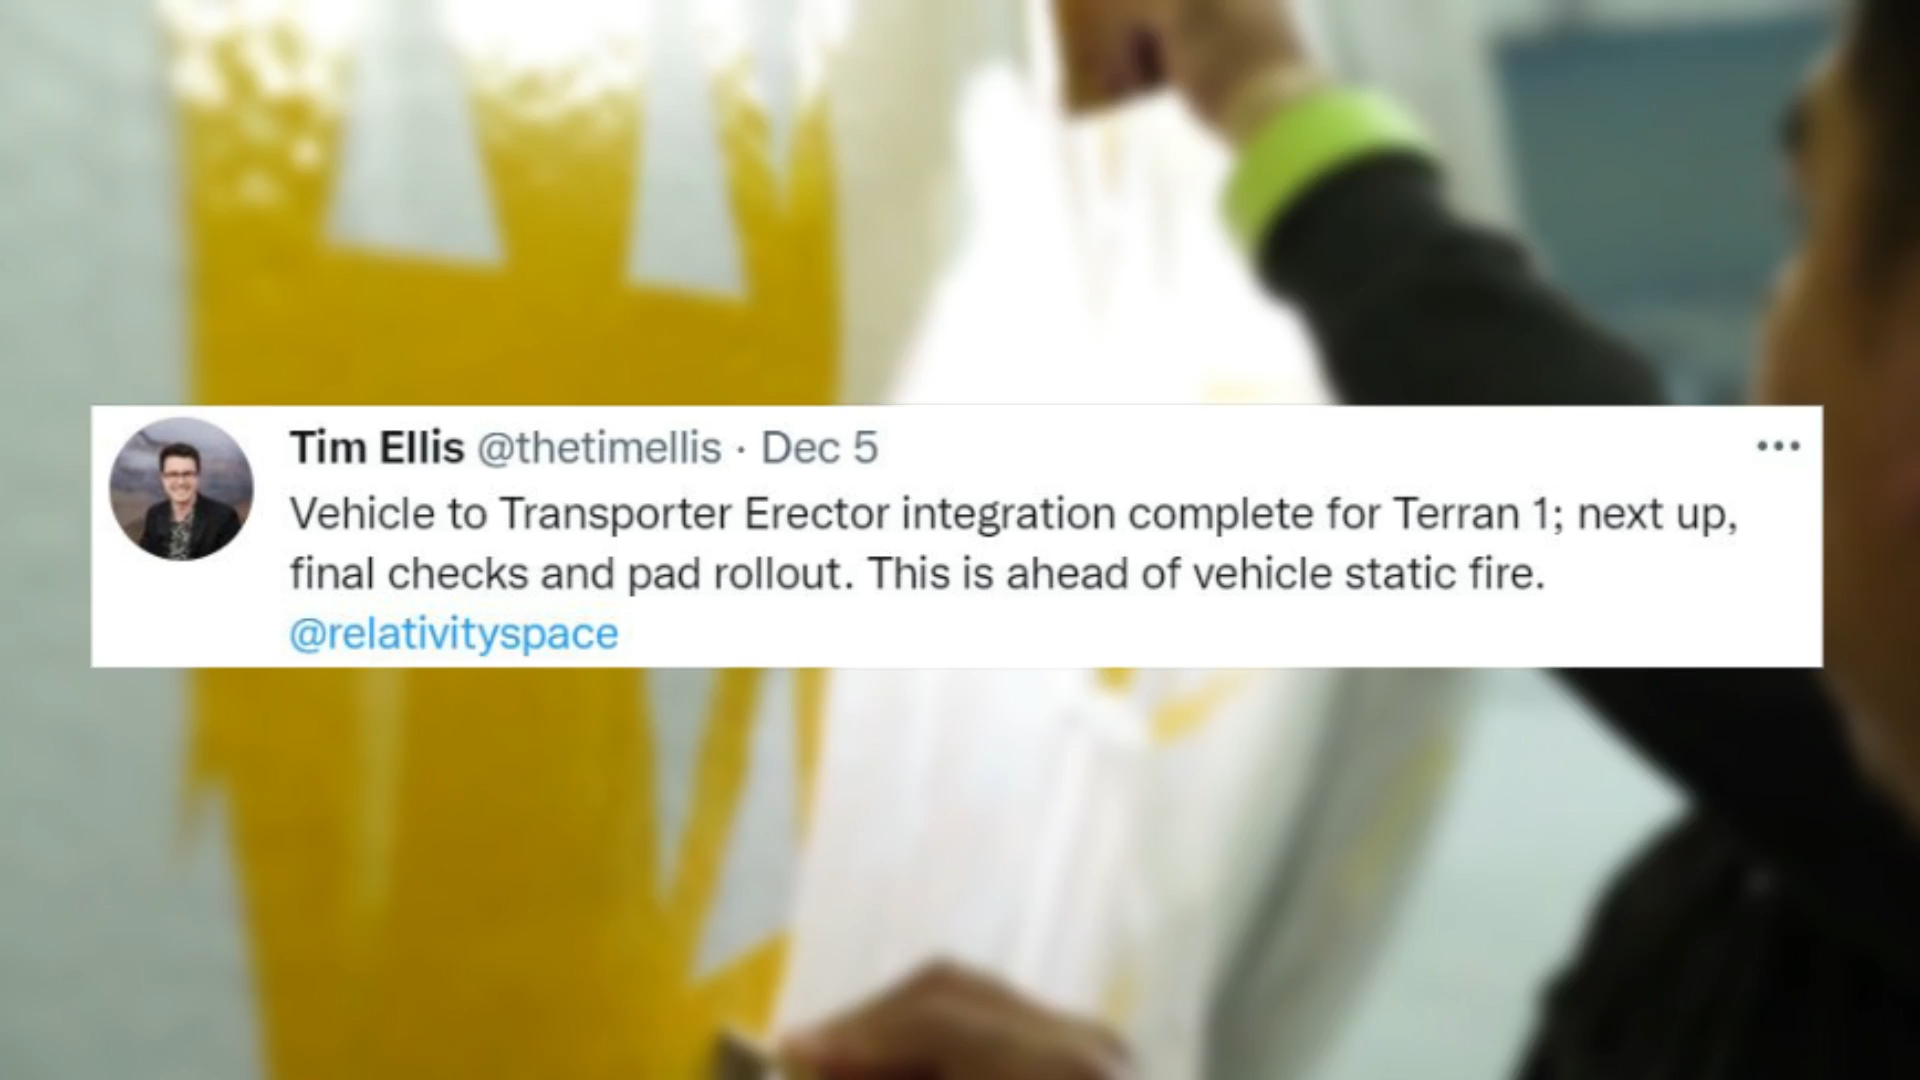 Tim Ellis @thetimellis · Dec 5
Vehicle to Transporter Erector integration complete for Terran 1; next up,
final checks and pad rollout. This is ahead of vehicle static fire.
@relativityspace